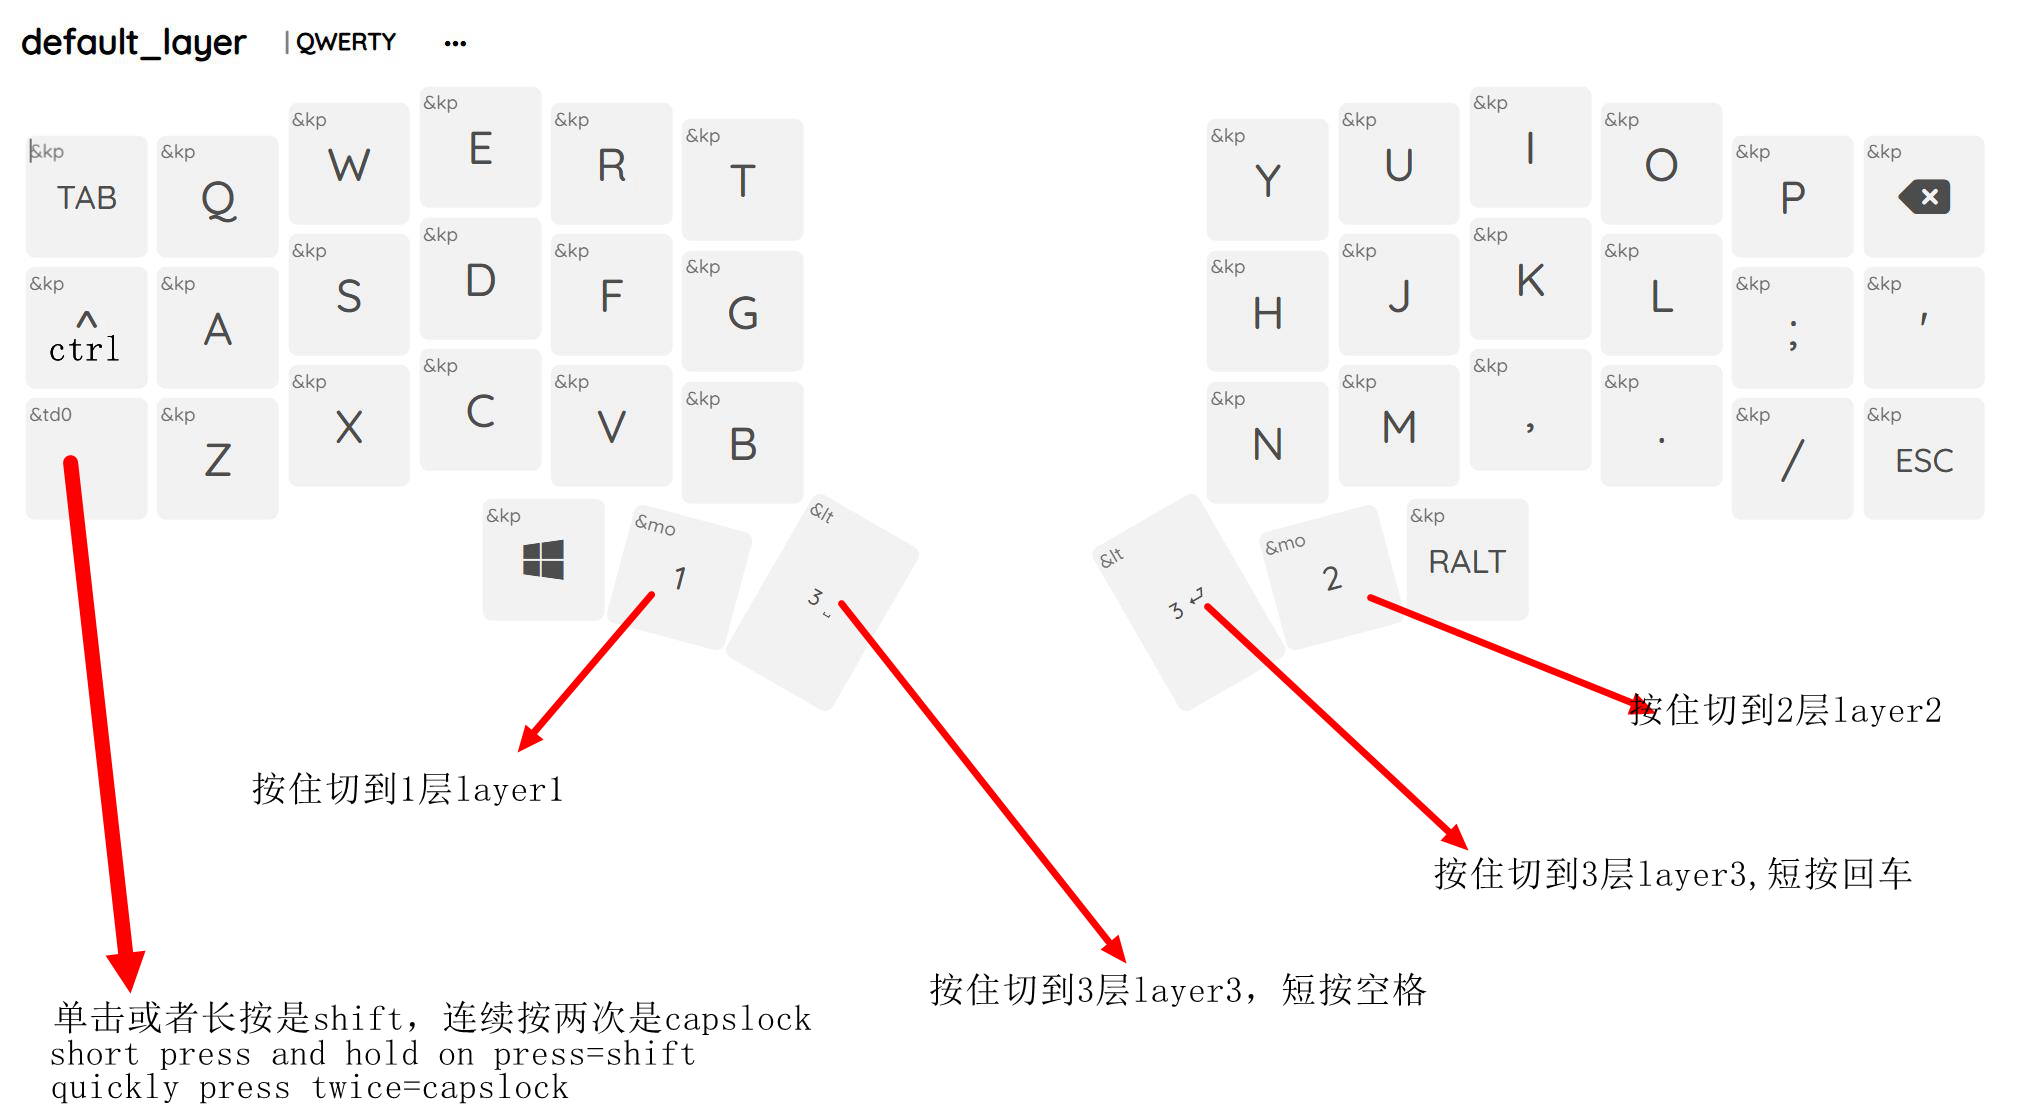 default_layer | QWERTY ...
&kp TAB &kp Q &kp W &kp E &kp R &kp T &kp Y &kp U &kp I &kp O &kp P &kp
&kp ^ ctrl &kp A &kp S &kp D &kp F &kp G &kp H &kp J &kp K &kp L &kp ; &kp '
&td0 &kp Z &kp X &kp C &kp V &kp B &kp N &kp M &kp , &kp . &kp / &kp ESC
&kp &mo 1 &lt 3 ␣ &lt 3 ⏎ &mo 2 &kp RALT
按住切到2层layer2
按住切到1层layer1
按住切到3层layer3,短按回车
按住切到3层layer3，短按空格
单击或者长按是shift，连续按两次是capslock
short press and hold on press=shift
quickly press twice=capslock